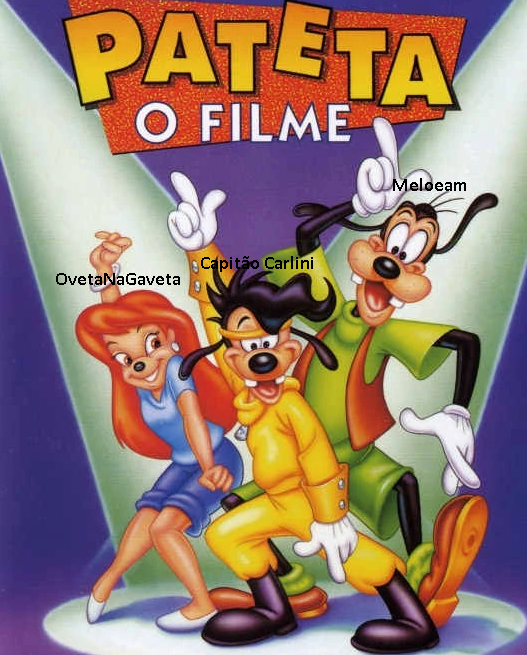 PATETA
O FILME
Meloeam
Capitão Carlini
OvetaNaGaveta